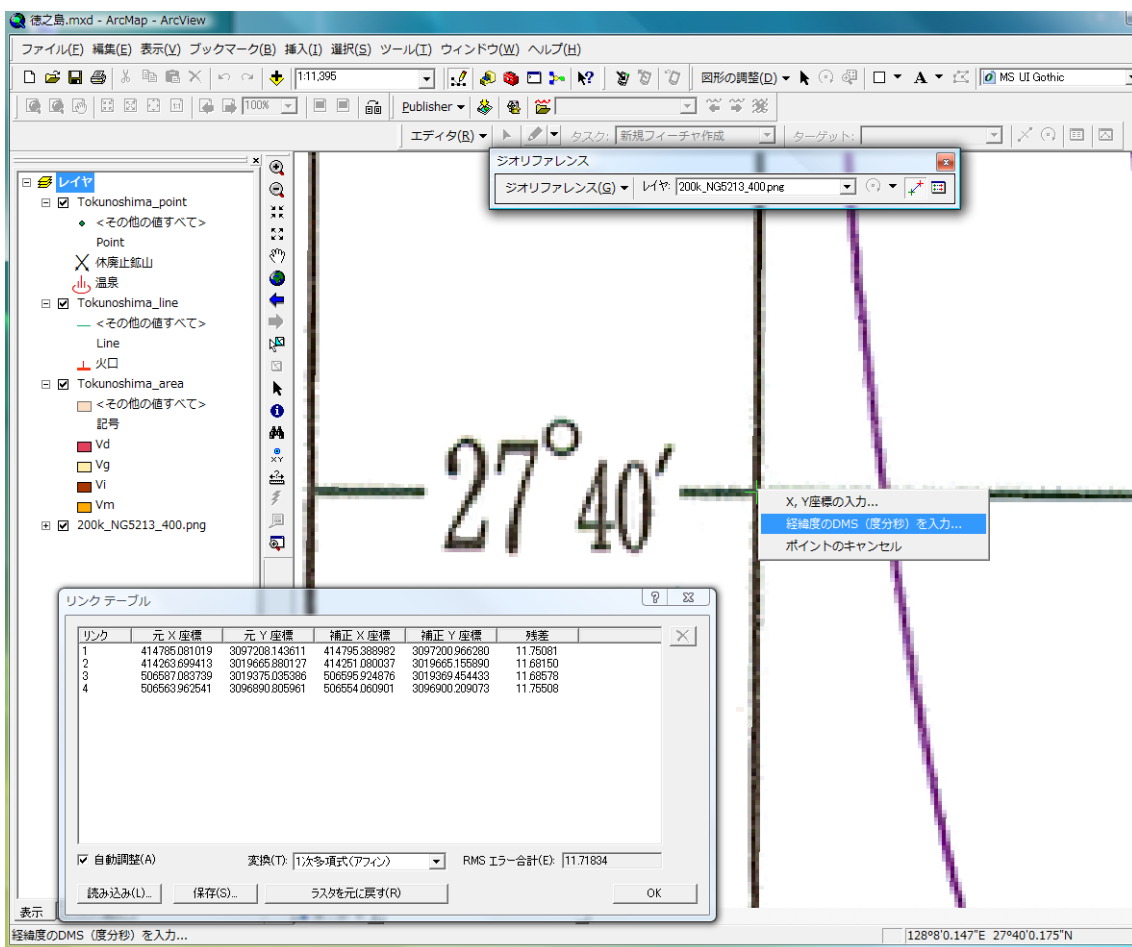 徳之島.mxd - ArcMap - ArcView
ファイル(F) 編集(E) 表示(V) ブックマーク(B) 挿入(I) 選択(S) ツール(T) ウィンドウ(W) ヘルプ(H)
1:11,395
図形の調整(D)
A
MS UI Gothic
100%
Publisher
エディタ(R)
タスク: 新規フィーチャ作成
ターゲット:
ジオリファレンス
ジオリファレンス(G)
レイヤ: 200k_NG5213_400.png
レイヤ
Tokunoshima_point
<その他の値すべて>
Point
休廃止鉱山
温泉
Tokunoshima_line
<その他の値すべて>
Line
火口
Tokunoshima_area
<その他の値すべて>
記号
Vd
Vg
Vi
Vm
200k_NG5213_400.png
XY
27°40′
X, Y座標の入力...
経緯度のDMS（度分秒）を入力...
ポイントのキャンセル
リンク テーブル
リンク 元 X 座標 元 Y 座標 補正 X 座標 補正 Y 座標 残差
1 414785.081019 3097208.143611 414795.388982 3097200.966280 11.75081
2 414263.699413 3019665.880127 414251.080037 3019665.155890 11.68150
3 506587.083739 3019375.035386 506595.924876 3019369.454433 11.68578
4 506563.962541 3096890.805961 506554.060901 3096900.209073 11.75508
自動調整(A)
変換(T): 1次多項式(アフィン)
RMS エラー合計(E): 11.71834
読み込み(L)...
保存(S)...
ラスタを元に戻す(R)
OK
表示
経緯度のDMS（度分秒）を入力...
128°8'0.147"E 27°40'0.175"N